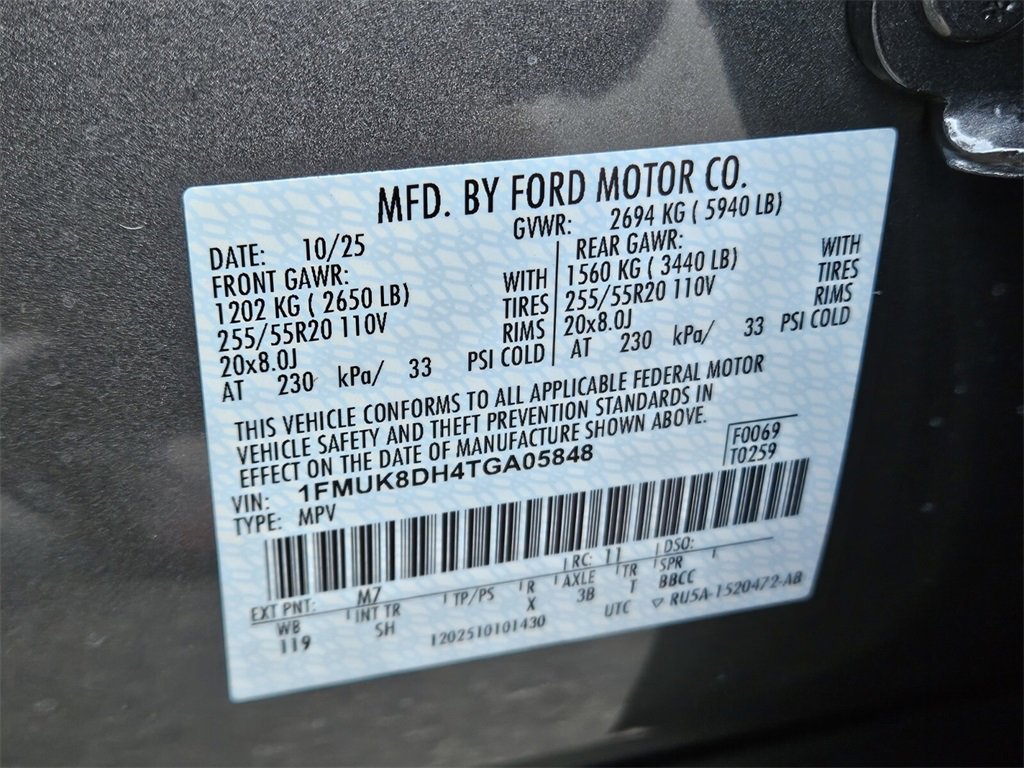 MFD. BY FORD MOTOR CO.
DATE: 10/25 GVWR: 2694 KG ( 5940 LB)
FRONT GAWR: REAR GAWR:
1202 KG ( 2650 LB) WITH 1560 KG ( 3440 LB) WITH
255/55R20 110V TIRES 255/55R20 110V TIRES
20x8.0J RIMS 20x8.0J RIMS
AT 230 kPa/ 33 PSI COLD AT 230 kPa/ 33 PSI COLD
THIS VEHICLE CONFORMS TO ALL APPLICABLE FEDERAL MOTOR
VEHICLE SAFETY AND THEFT PREVENTION STANDARDS IN
EFFECT ON THE DATE OF MANUFACTURE SHOWN ABOVE.
VIN: 1FMUK8DH4TGA05848 F0069
TYPE: MPV T0259
EXT PNT: M7 RC: 11 DSO:
WB INT TR TP/PS R AXLE TR SPR
119 SH X 3B T BBCC
1202510101430 UTC ▽ RU5A-1520472-AB